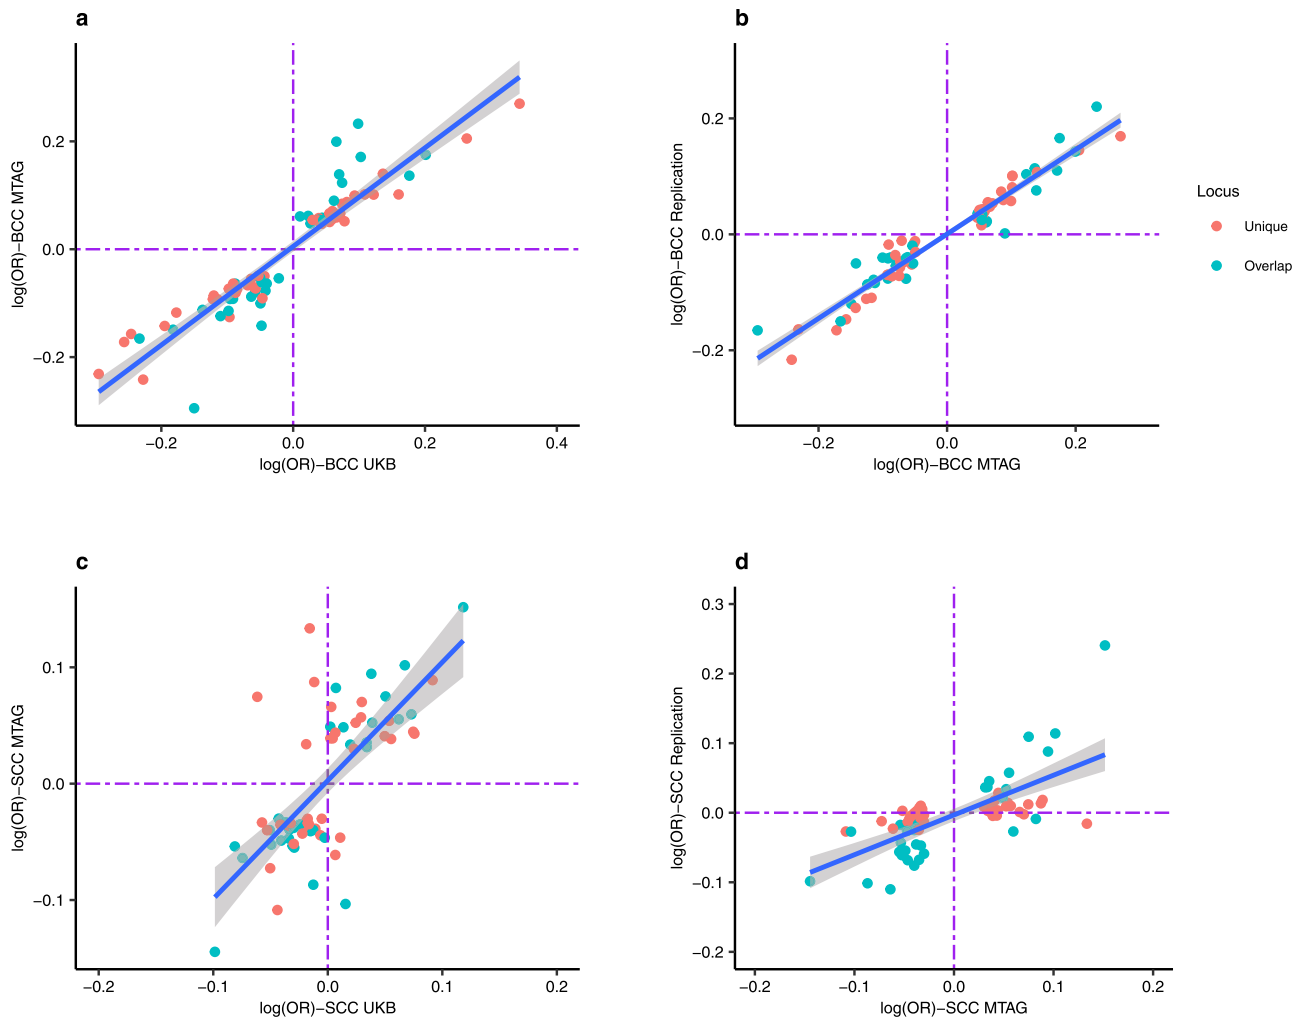 a
0.2
0.0
−0.2
log(OR)−BCC MTAG
−0.2
0.0
0.2
0.4
log(OR)−BCC UKB
b
0.2
0.0
−0.2
log(OR)−BCC Replication
−0.2
0.0
0.2
log(OR)−BCC MTAG
Locus
Unique
Overlap
c
0.1
0.0
−0.1
log(OR)−SCC MTAG
−0.2
−0.1
0.0
0.1
0.2
log(OR)−SCC UKB
d
0.3
0.2
0.1
0.0
−0.1
−0.2
log(OR)−SCC Replication
−0.2
−0.1
0.0
0.1
0.2
log(OR)−SCC MTAG